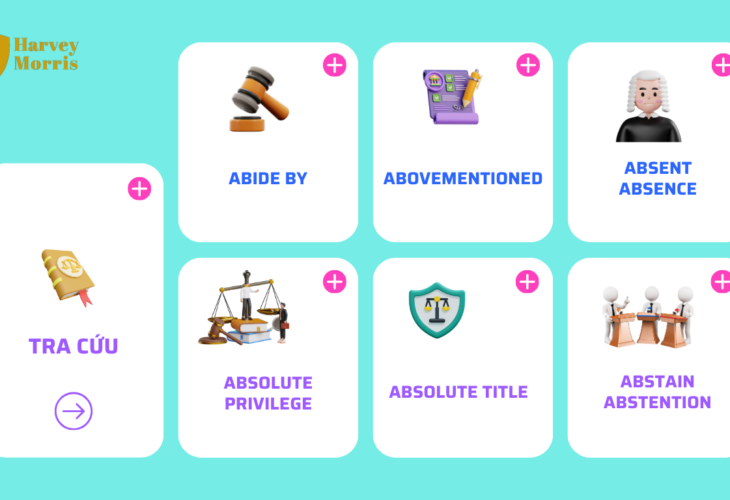 Harvey
Morris
ABIDE BY
ABOVEMENTIONED
ABSENT
ABSENCE
TRA CỨU
ABSOLUTE
PRIVILEGE
ABSOLUTE TITLE
ABSTAIN
ABSTENTION